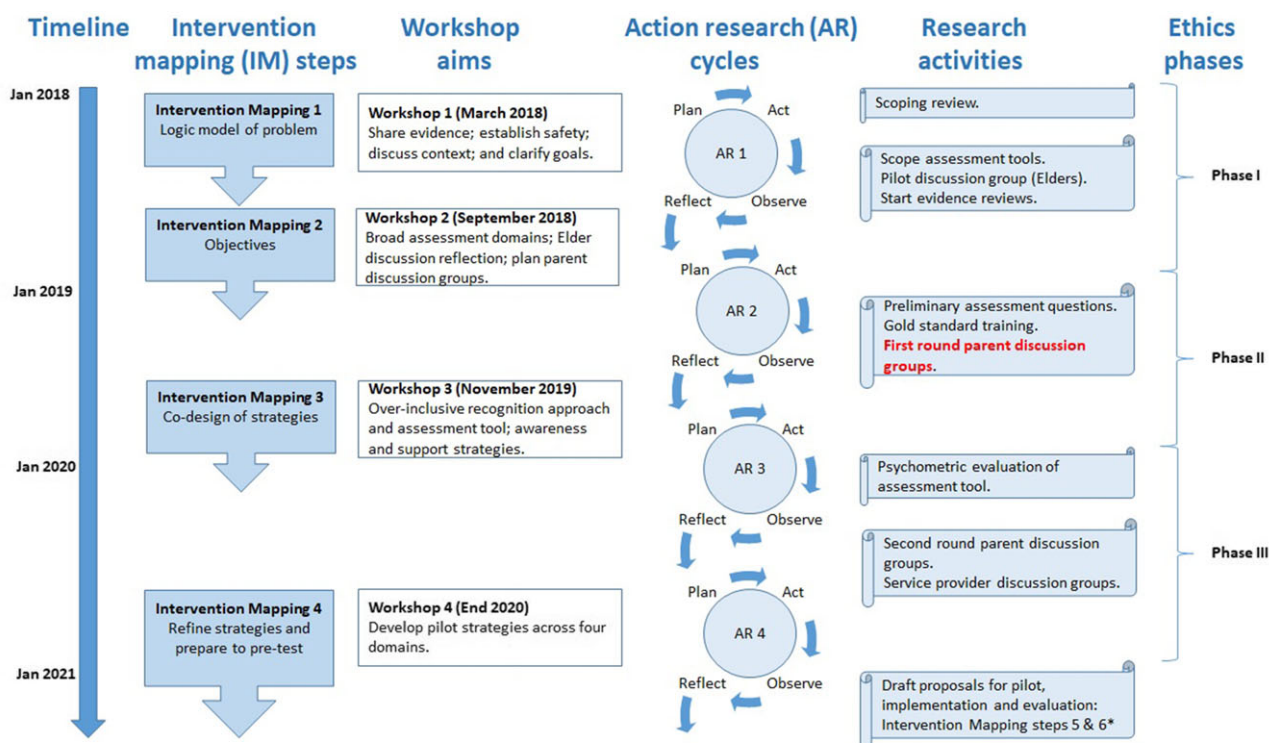 Timeline
Intervention
mapping (IM) steps
Workshop
aims
Action research (AR)
cycles
Research
activities
Ethics
phases
Jan 2018
Jan 2019
Jan 2020
Jan 2021
Intervention Mapping 1
Logic model of problem
Intervention Mapping 2
Objectives
Intervention Mapping 3
Co-design of strategies
Intervention Mapping 4
Refine strategies and
prepare to pre-test
Workshop 1 (March 2018)
Share evidence; establish safety;
discuss context; and clarify goals.
Workshop 2 (September 2018)
Broad assessment domains; Elder
discussion reflection; plan parent
discussion groups.
Workshop 3 (November 2019)
Over-inclusive recognition approach
and assessment tool; awareness
and support strategies.
Workshop 4 (End 2020)
Develop pilot strategies across four
domains.
Plan
Act
AR 1
Reflect
Observe
Plan
Act
AR 2
Reflect
Observe
Plan
Act
AR 3
Reflect
Observe
Plan
Act
AR 4
Reflect
Observe
Scoping review.
Scope assessment tools.
Pilot discussion group (Elders).
Start evidence reviews.
Preliminary assessment questions.
Gold standard training.
First round parent discussion
groups.
Psychometric evaluation of
assessment tool.
Second round parent discussion
groups.
Service provider discussion groups.
Draft proposals for pilot,
implementation and evaluation:
Intervention Mapping steps 5 & 6*
Phase I
Phase II
Phase III